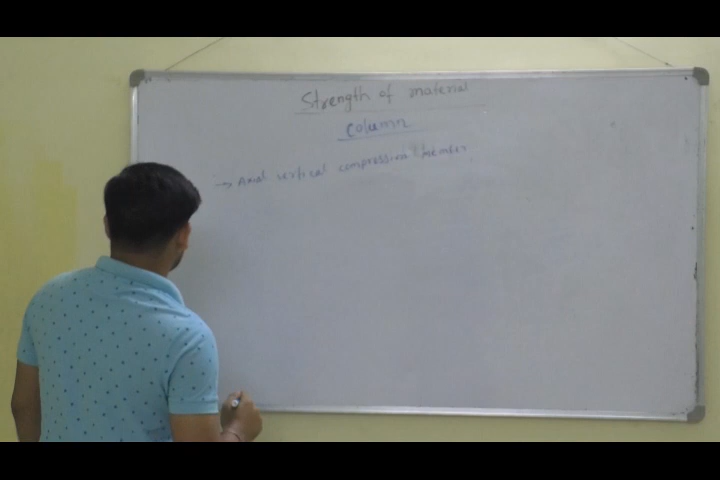 Strength of material
Column
→ Axial vertical compression member